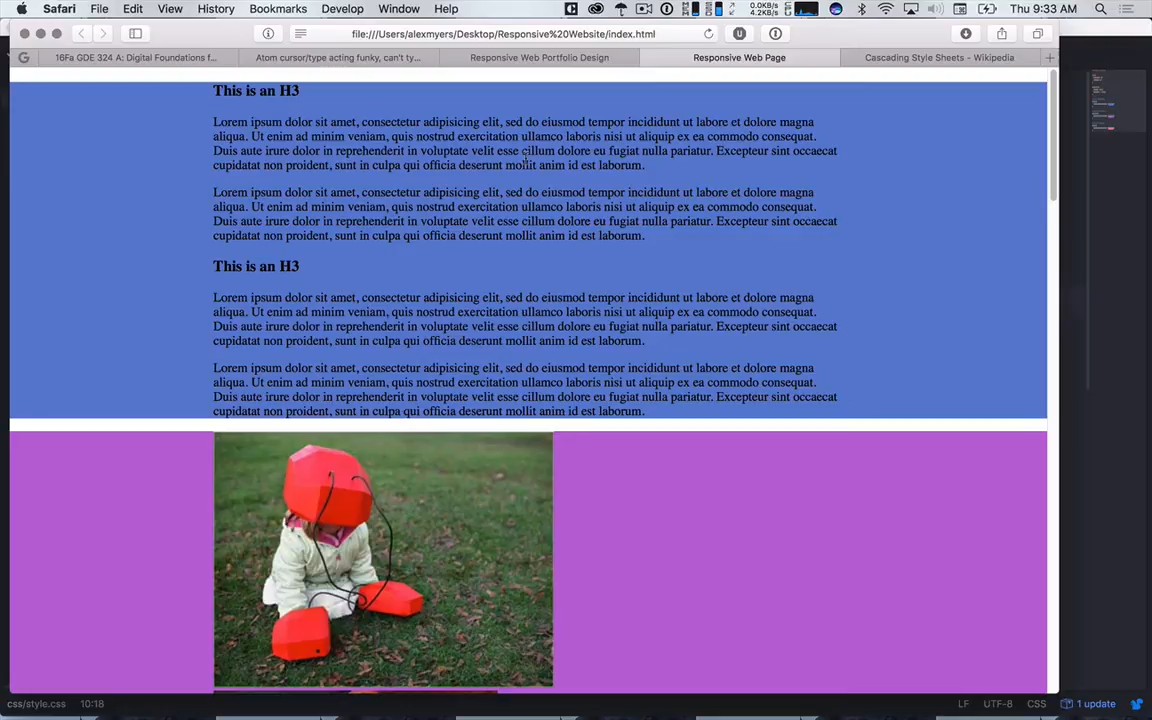 Safari File Edit View History Bookmarks Develop Window Help 0.0KB/s 4.2KB/s Thu 9:33 AM
file:///Users/alexmyers/Desktop/Responsive%20Website/index.html
16Fa GDE 324 A: Digital Foundations f... Atom cursor/type acting funky, can't ty... Responsive Web Portfolio Design Responsive Web Page Cascading Style Sheets - Wikipedia
This is an H3
Lorem ipsum dolor sit amet, consectetur adipisicing elit, sed do eiusmod tempor incididunt ut labore et dolore magna
aliqua. Ut enim ad minim veniam, quis nostrud exercitation ullamco laboris nisi ut aliquip ex ea commodo consequat.
Duis aute irure dolor in reprehenderit in voluptate velit esse cillum dolore eu fugiat nulla pariatur. Excepteur sint occaecat
cupidatat non proident, sunt in culpa qui officia deserunt mollit anim id est laborum.
Lorem ipsum dolor sit amet, consectetur adipisicing elit, sed do eiusmod tempor incididunt ut labore et dolore magna
aliqua. Ut enim ad minim veniam, quis nostrud exercitation ullamco laboris nisi ut aliquip ex ea commodo consequat.
Duis aute irure dolor in reprehenderit in voluptate velit esse cillum dolore eu fugiat nulla pariatur. Excepteur sint occaecat
cupidatat non proident, sunt in culpa qui officia deserunt mollit anim id est laborum.
This is an H3
Lorem ipsum dolor sit amet, consectetur adipisicing elit, sed do eiusmod tempor incididunt ut labore et dolore magna
aliqua. Ut enim ad minim veniam, quis nostrud exercitation ullamco laboris nisi ut aliquip ex ea commodo consequat.
Duis aute irure dolor in reprehenderit in voluptate velit esse cillum dolore eu fugiat nulla pariatur. Excepteur sint occaecat
cupidatat non proident, sunt in culpa qui officia deserunt mollit anim id est laborum.
Lorem ipsum dolor sit amet, consectetur adipisicing elit, sed do eiusmod tempor incididunt ut labore et dolore magna
aliqua. Ut enim ad minim veniam, quis nostrud exercitation ullamco laboris nisi ut aliquip ex ea commodo consequat.
Duis aute irure dolor in reprehenderit in voluptate velit esse cillum dolore eu fugiat nulla pariatur. Excepteur sint occaecat
cupidatat non proident, sunt in culpa qui officia deserunt mollit anim id est laborum.
css/style.css 10:18 LF UTF-8 CSS 1 update